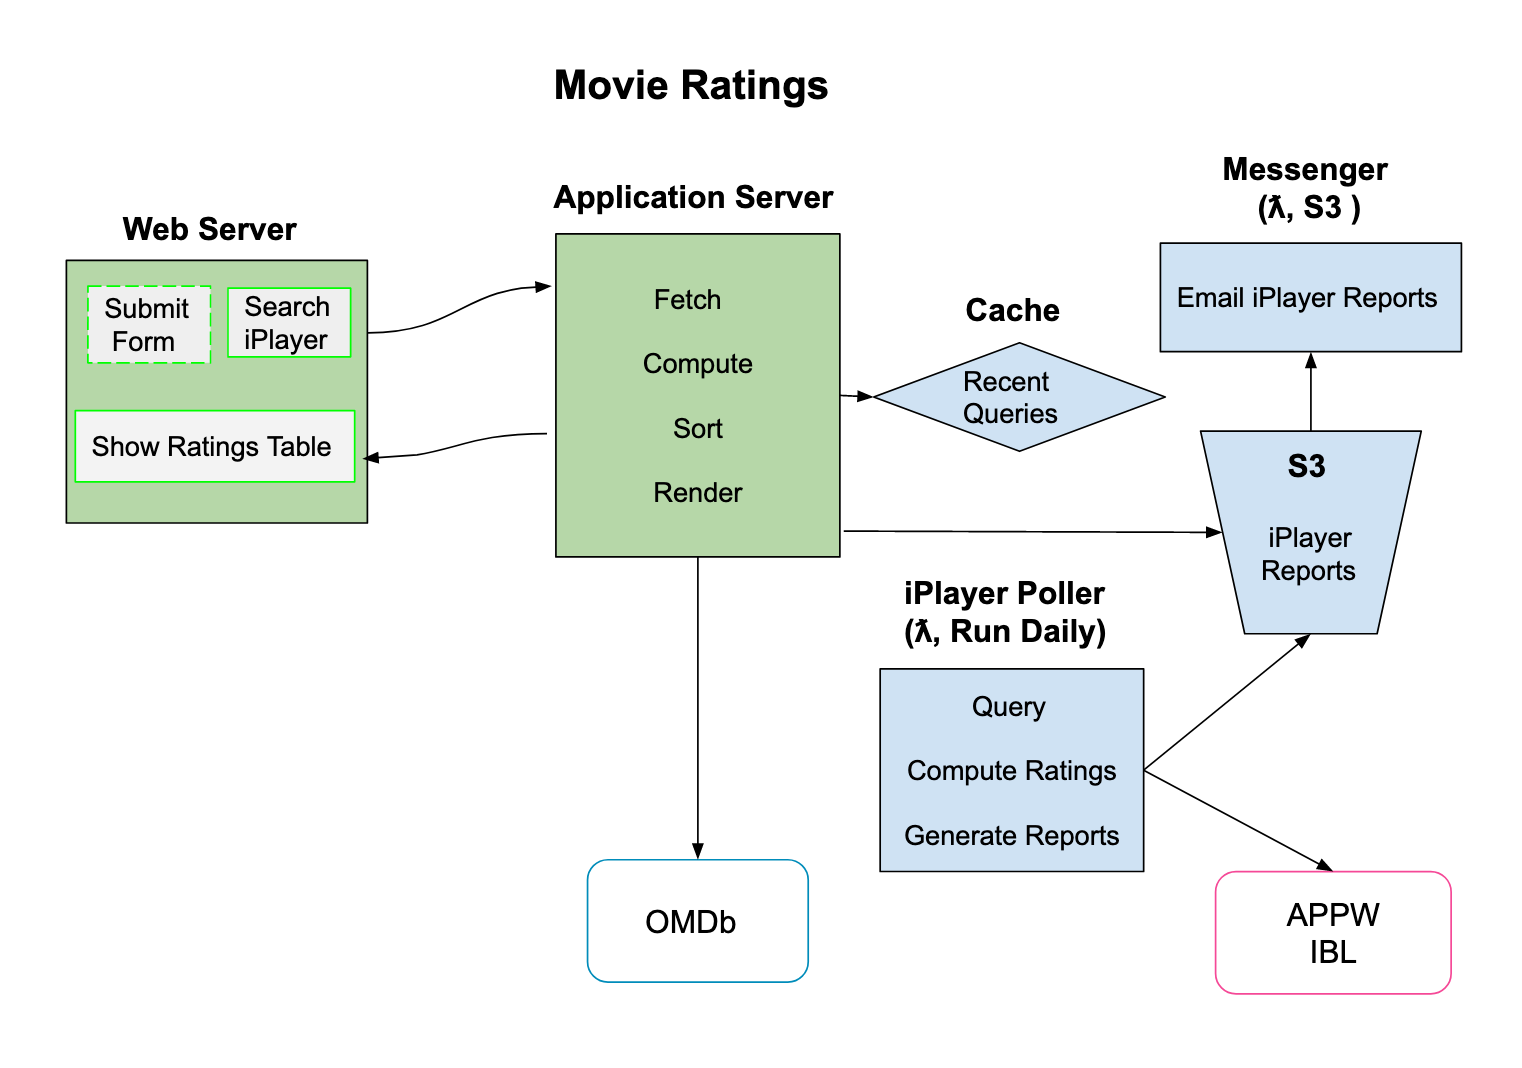 Movie Ratings
Web Server
Submit
Form
Search
iPlayer
Show Ratings Table
Application Server
Fetch
Compute
Sort
Render
Cache
Recent
Queries
Messenger
(ƛ, S3 )
Email iPlayer Reports
S3
iPlayer
Reports
iPlayer Poller
(ƛ, Run Daily)
Query
Compute Ratings
Generate Reports
OMDb
APPW
IBL